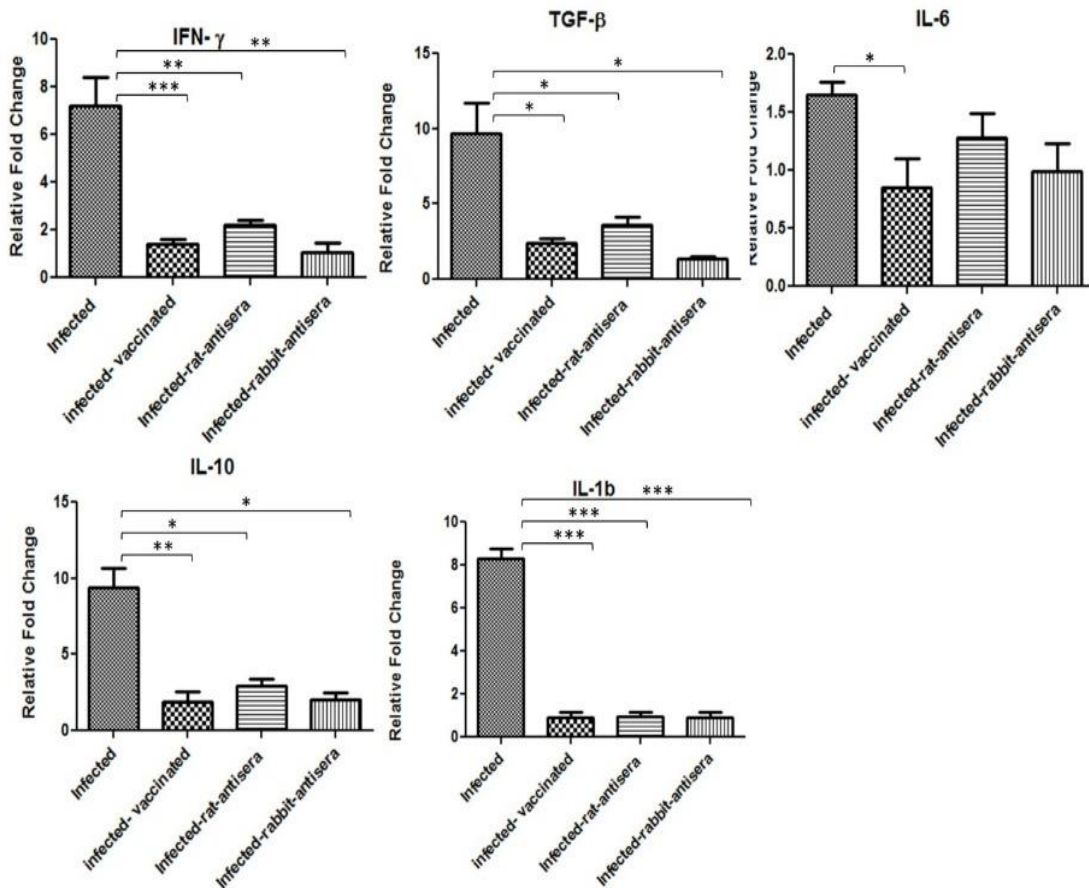 IFN- γ
Relative Fold Change
10
8
6
4
2
0
**
**
***
Infected
infected- vaccinated
Infected-rat-antisera
Infected-rabbit-antisera
TGF-β
Relative Fold Change
15
10
5
0
*
*
*
Infected
infected- vaccinated
Infected-rat-antisera
Infected-rabbit-antisera
IL-6
Relative Fold Change
2.0
1.5
1.0
0.5
0.0
*
Infected
infected- vaccinated
Infected-rat-antisera
Infected-rabbit-antisera
IL-10
Relative Fold Change
15
10
5
0
*
*
**
Infected
infected- vaccinated
Infected-rat-antisera
Infected-rabbit-antisera
IL-1b
Relative Fold Change
10
8
6
4
2
0
***
***
***
Infected
infected- vaccinated
Infected-rat-antisera
Infected-rabbit-antisera